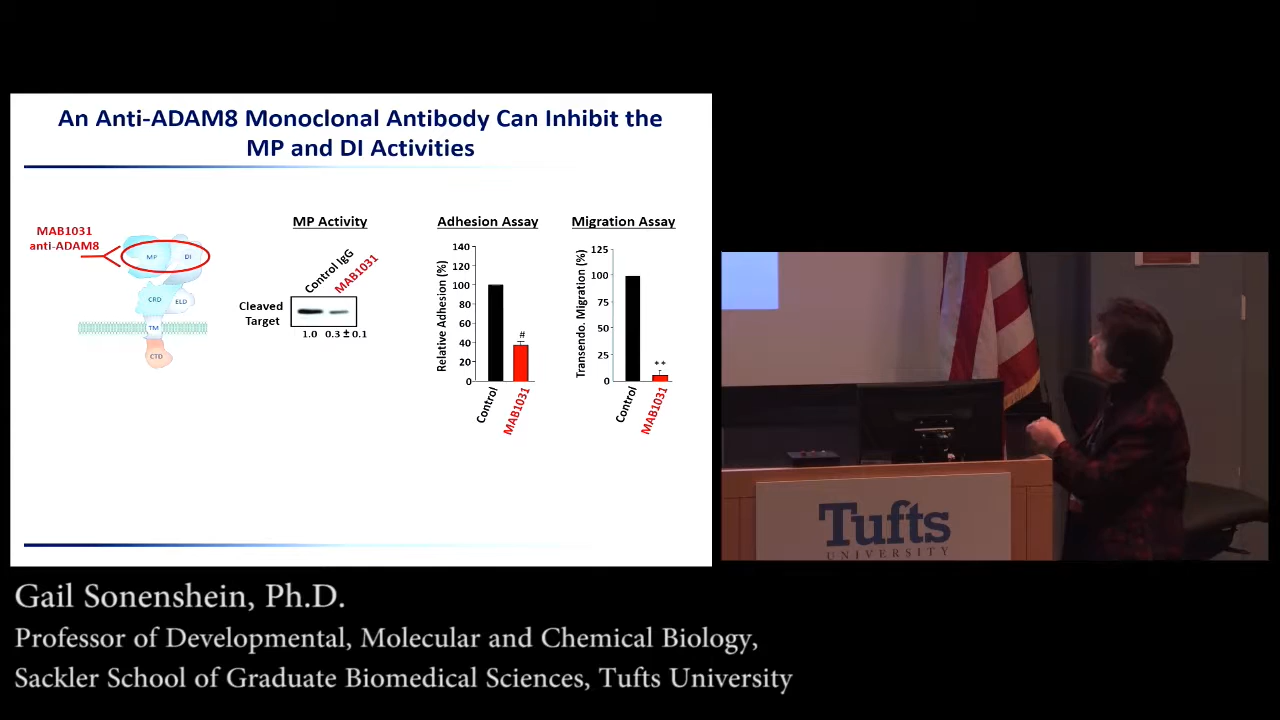 An Anti-ADAM8 Monoclonal Antibody Can Inhibit the
MP and DI Activities
MAB1031
anti-ADAM8
MP
DI
CRD
ELD
TM
CTD
MP Activity
Control IgG
MAB1031
Cleaved
Target
1.0 0.3 ± 0.1
Adhesion Assay
Relative Adhesion (%)
140
120
100
80
60
40
20
0
#
Control
MAB1031
Migration Assay
Transendo. Migration (%)
125
100
75
50
25
0
**
Control
MAB1031
Tufts
UNIVERSITY
Gail Sonenshein, Ph.D.
Professor of Developmental, Molecular and Chemical Biology,
Sackler School of Graduate Biomedical Sciences, Tufts University